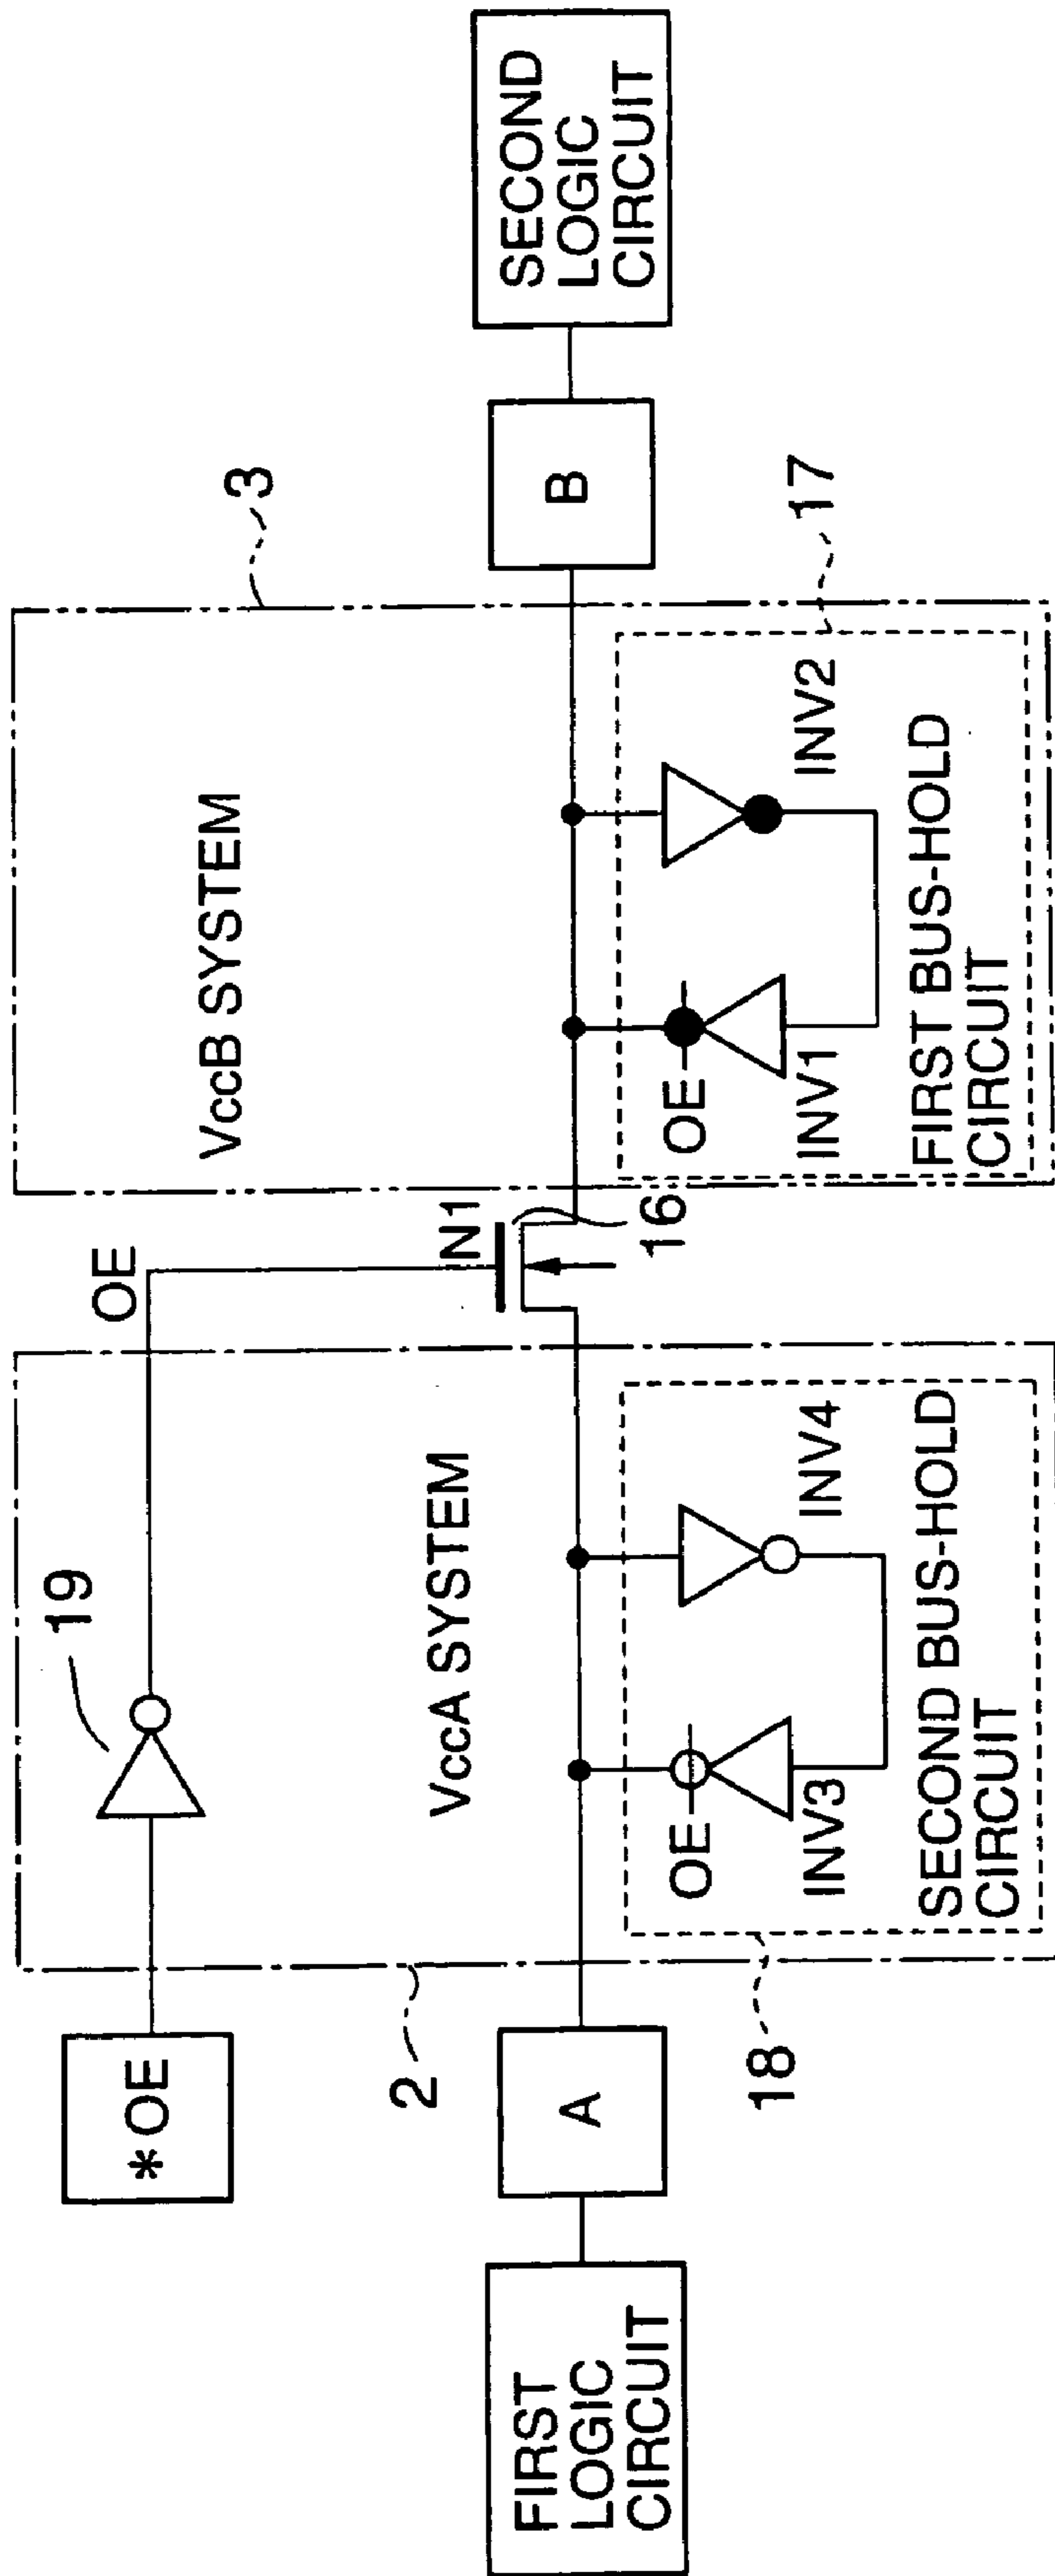 *OE
19
OE
VccA SYSTEM
VccB SYSTEM
3
2
N1
16
FIRST
LOGIC
CIRCUIT
A
B
SECOND
LOGIC
CIRCUIT
OE
INV3
INV4
SECOND BUS-HOLD
CIRCUIT
18
OE
INV1
INV2
FIRST BUS-HOLD
CIRCUIT
17